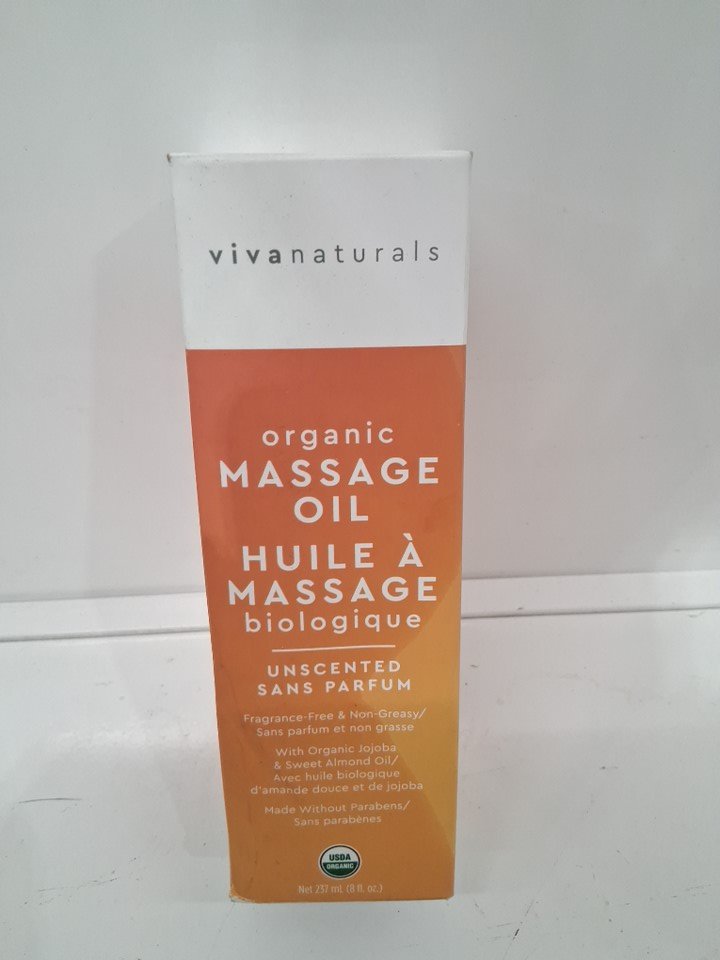 vivanaturals
organic
MASSAGE
OIL
HUILE À
MASSAGE
biologique
UNSCENTED
SANS PARFUM
Fragrance-Free & Non-Greasy/
Sans parfum et non grasse
With Organic Jojoba
& Sweet Almond Oil/
Avec huile biologique
d'amande douce et de jojoba
Made Without Parabens/
Sans parabènes
USDA
ORGANIC
Net 237 mL (8 fl. oz.)